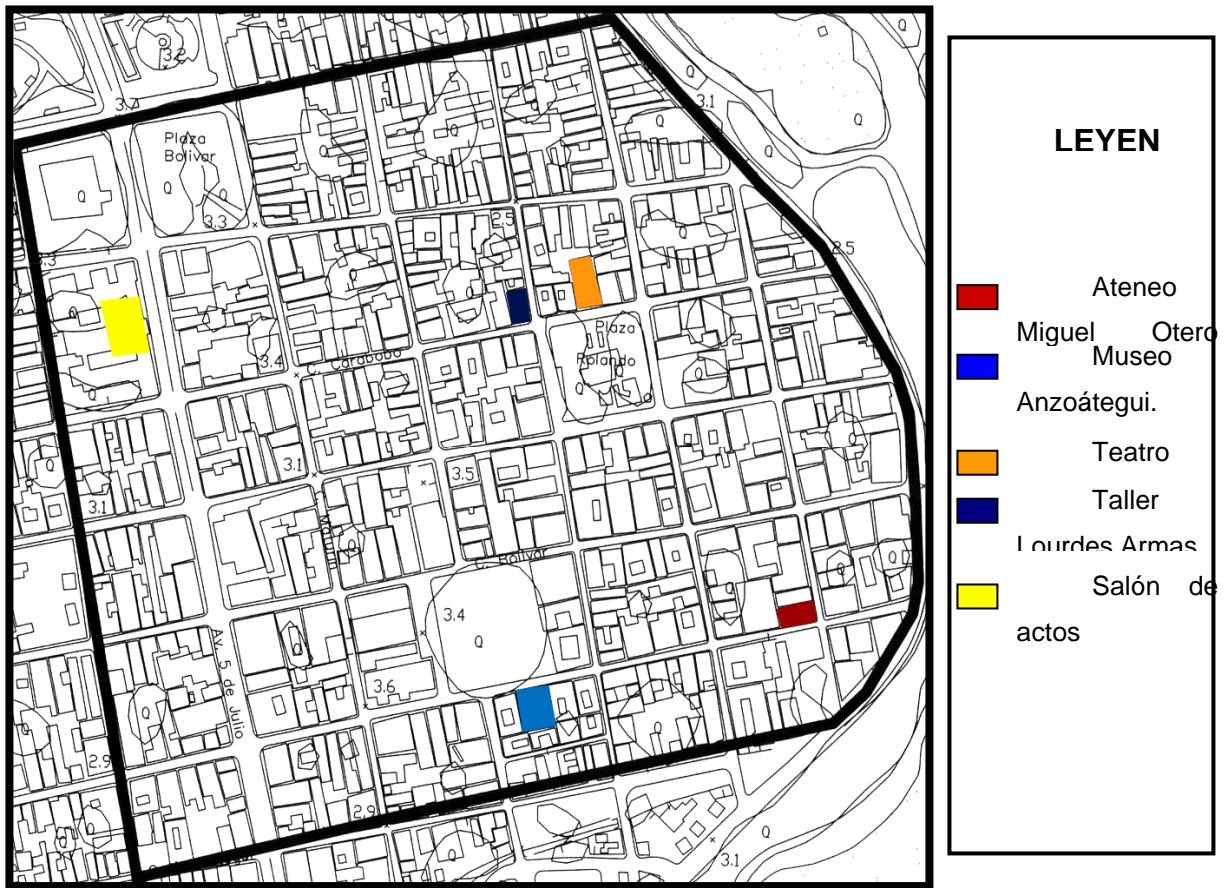 3.2
3.4
3.1
Plaza
Bolivar
Q
Q
Q
Q
Q
Q
Q
Q
3.3
2.5
Q
3.3
2.5
Q
Q
Q
Q
Plaza
Rolando
Q
Q
Q
3.4
C. Carabobo
Q
Q
3.1
3.5
3.1
Q
C. Bolivar
Q
Q
Q
3.4
Q
Q
Av. 5 de Julio
3.6
Q
Q
2.9
2.9
Q
Q
Q
3.1
LEYEN
Ateneo
Miguel Otero
Museo
Anzoátegui.
Teatro
Taller
Lourdes Armas
Salón de
actos